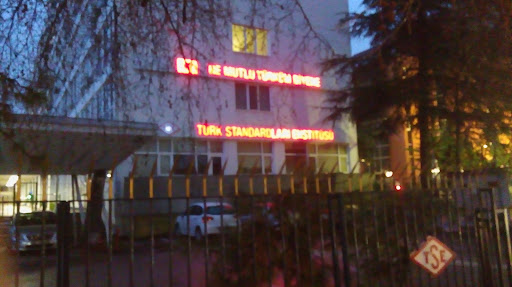 NE MUTLU TÜRKÜM DİYENE
TÜRK STANDARDLARI ENSTİTÜSÜ
TSE